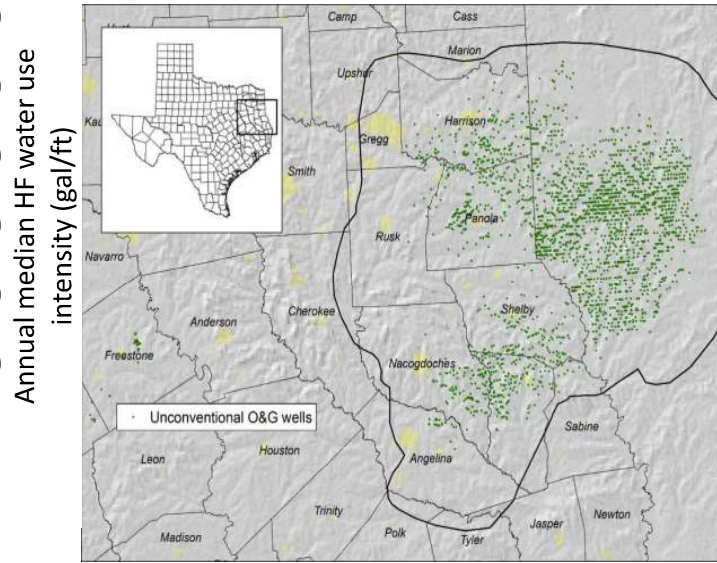 Annual median HF water use
intensity (gal/ft)
Camp
Cass
Marion
Upshur
Harrison
Gregg
Smith
Panola
Rusk
Navarro
Shelby
Cherokee
Anderson
Freestone
Nacogdoches
Unconventional O&G wells
Sabine
Angelina
Houston
Leon
Trinity
Newton
Jasper
Polk
Tyler
Madison